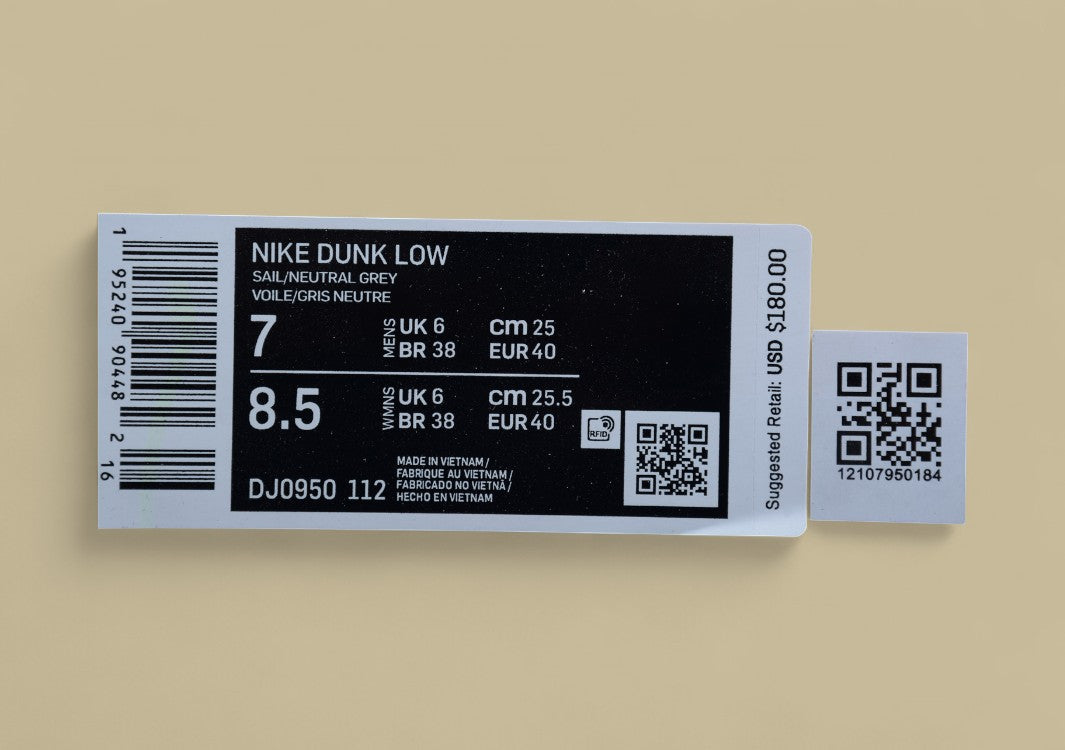 1 95240 90448 2 16
NIKE DUNK LOW
SAIL/NEUTRAL GREY
VOILE/GRIS NEUTRE
7
MENS
UK 6 cm 25
BR 38 EUR 40
8.5
WMNS
UK 6 cm 25.5
BR 38 EUR 40
RFID
DJ0950 112
MADE IN VIETNAM /
FABRIQUE AU VIETNAM /
FABRICADO NO VIETNÃ /
HECHO EN VIETNAM
Suggested Retail: USD $180.00
12107950184